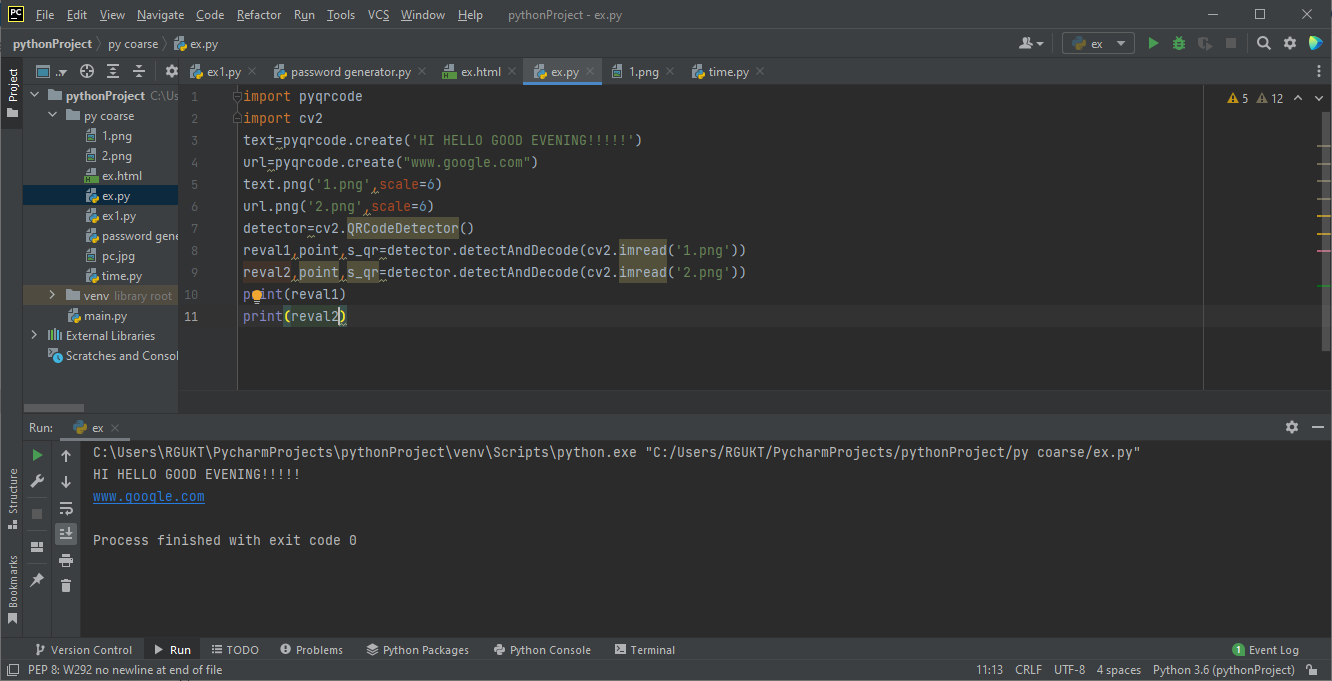 PC File Edit View Navigate Code Refactor Run Tools VCS Window Help pythonProject - ex.py
pythonProject py coarse ex.py ex
ex1.py password generator.py ex.html ex.py 1.png time.py
Project
pythonProject C:\Us
py coarse
1.png
2.png
ex.html
ex.py
ex1.py
password gene
pc.jpg
time.py
venv library root
main.py
External Libraries
Scratches and Consol
5 12
1 import pyqrcode
2 import cv2
3 text=pyqrcode.create('HI HELLO GOOD EVENING!!!!!')
4 url=pyqrcode.create("www.google.com")
5 text.png('1.png',scale=6)
6 url.png('2.png',scale=6)
7 detector=cv2.QRCodeDetector()
8 reval1,point,s_qr=detector.detectAndDecode(cv2.imread('1.png'))
9 reval2,point,s_qr=detector.detectAndDecode(cv2.imread('2.png'))
10 print(reval1)
11 print(reval2)
Run: ex
C:\Users\RGUKT\PycharmProjects\pythonProject\venv\Scripts\python.exe "C:/Users/RGUKT/PycharmProjects/pythonProject/py coarse/ex.py"
HI HELLO GOOD EVENING!!!!!
www.google.com
Process finished with exit code 0
Structure
Bookmarks
Version Control Run TODO Problems Python Packages Python Console Terminal 1 Event Log
PEP 8: W292 no newline at end of file 11:13 CRLF UTF-8 4 spaces Python 3.6 (pythonProject)